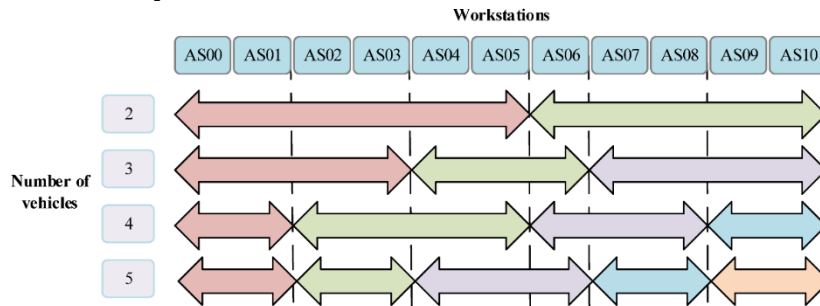 Workstations
AS00 AS01 AS02 AS03 AS04 AS05 AS06 AS07 AS08 AS09 AS10
2
3
Number of
vehicles
4
5